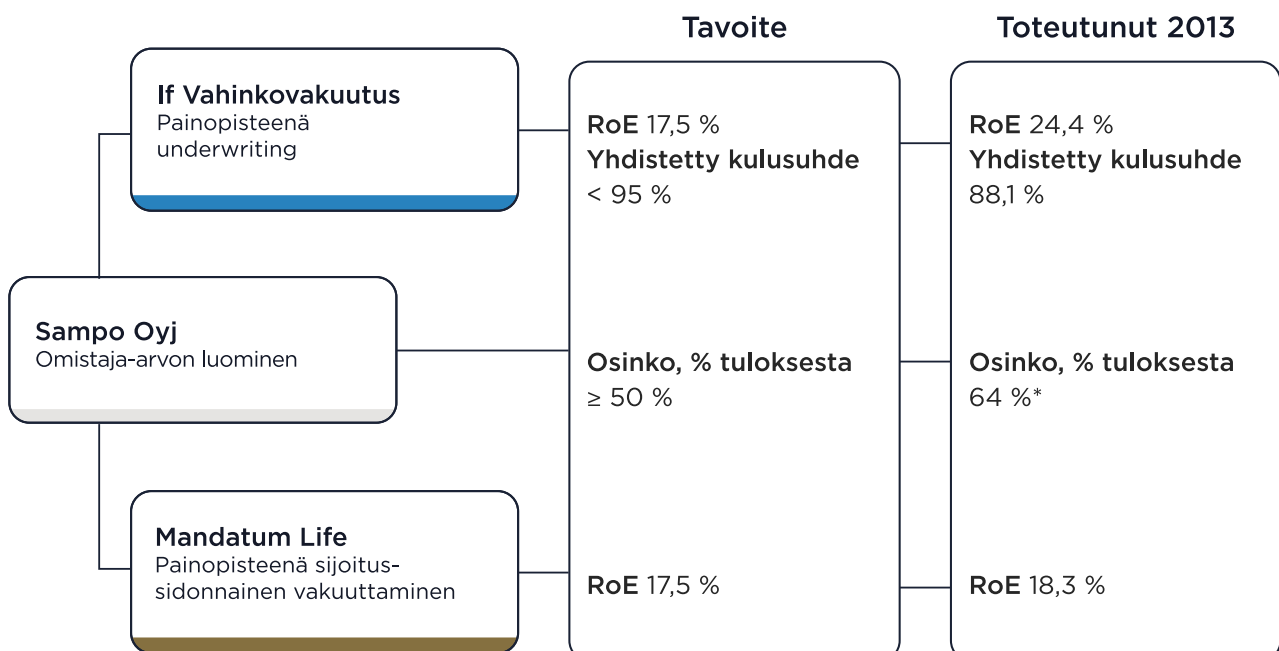 Tavoite
Toteutunut 2013
If Vahinkovakuutus
Painopisteenä
underwriting
RoE 17,5 %
Yhdistetty kulusuhde
< 95 %
RoE 24,4 %
Yhdistetty kulusuhde
88,1 %
Sampo Oyj
Omistaja-arvon luominen
Osinko, % tuloksesta
≥ 50 %
Osinko, % tuloksesta
64 %*
Mandatum Life
Painopisteenä sijoitus-
sidonnainen vakuuttaminen
RoE 17,5 %
RoE 18,3 %